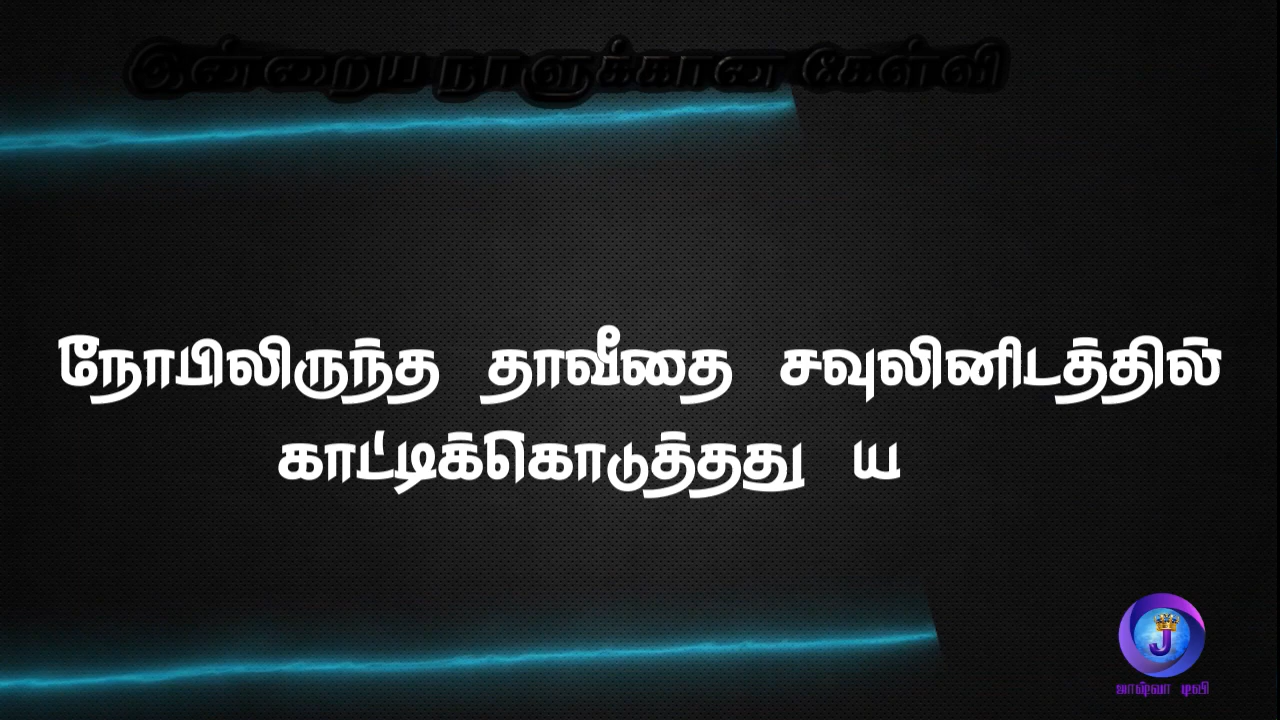 இன்றைய நாளுக்கான கேள்வி
நோபிலிருந்த தாவீதை சவுலினிடத்தில்
காட்டிக்கொடுத்தது ய
J
ஜாஷ்வா டிவி